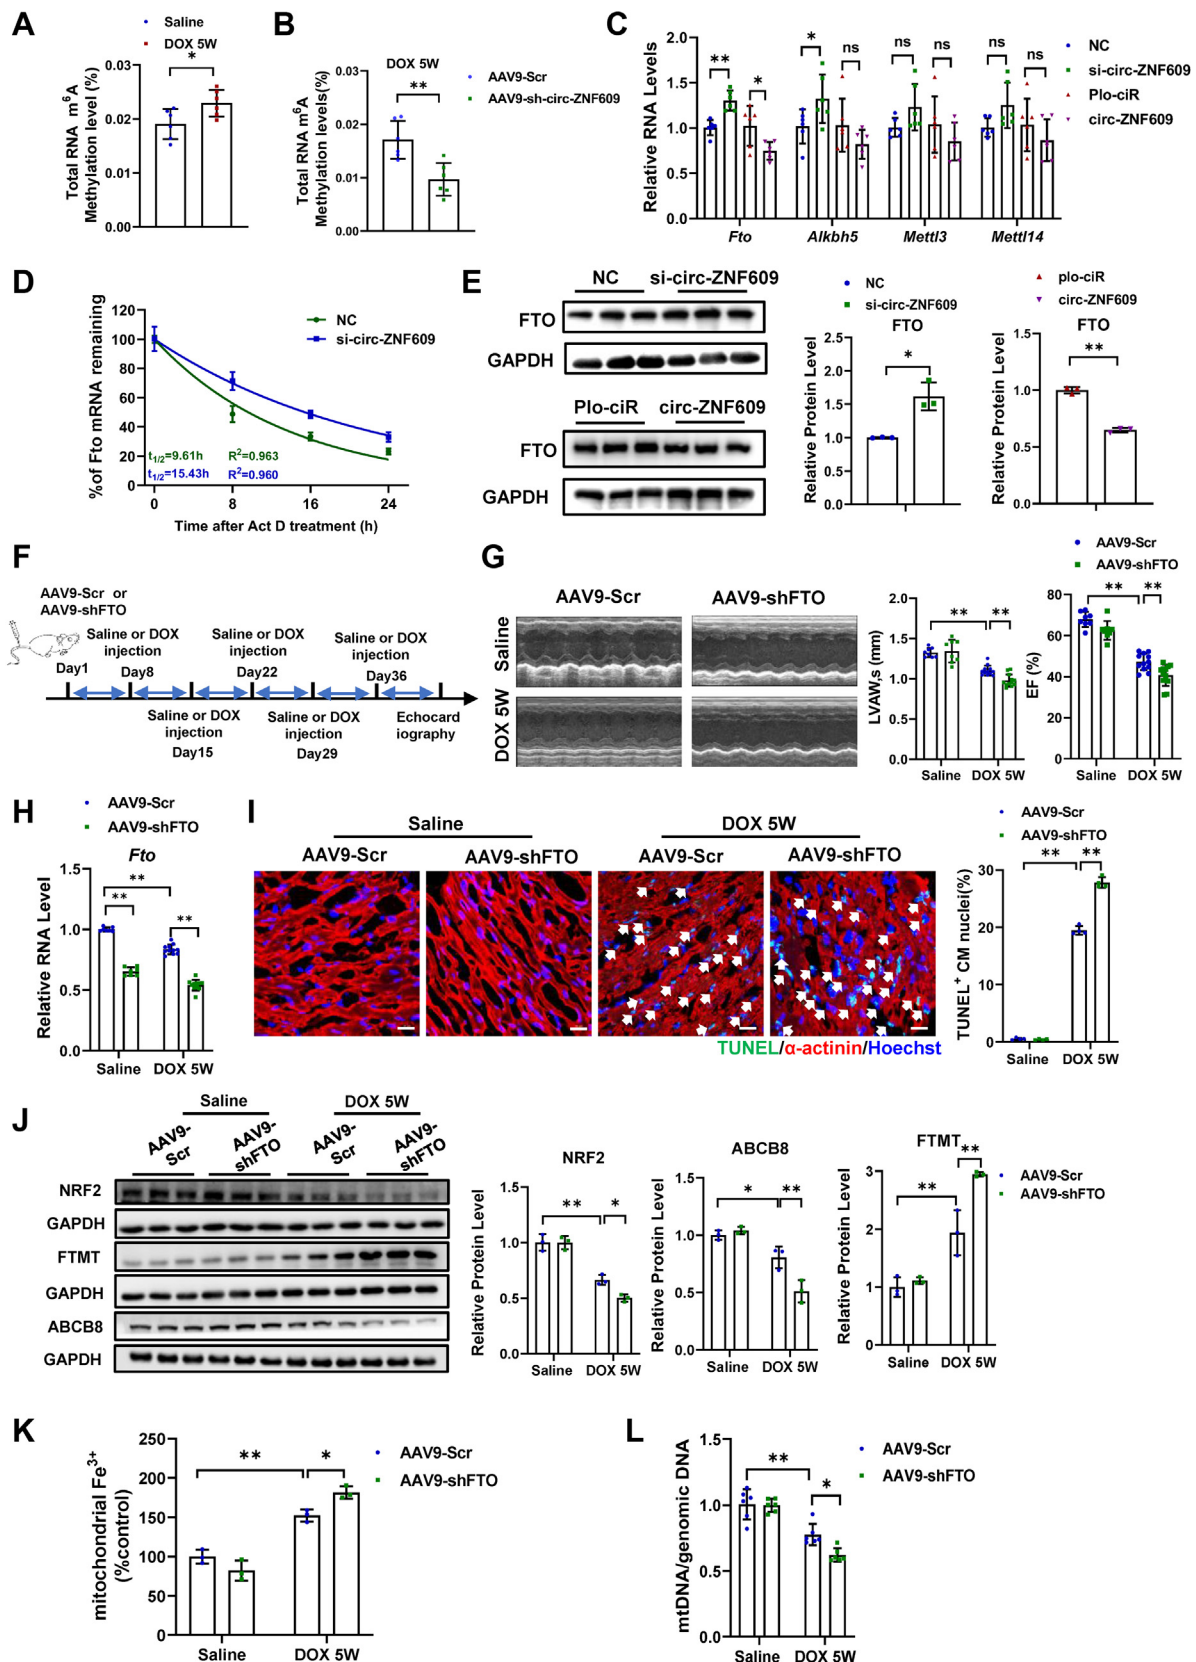 A
Saline
DOX 5W
Total RNA m6A
Methylation level (%)
0.03
0.02
0.01
0.00
*
B
DOX 5W
AAV9-Scr
AAV9-sh-circ-ZNF609
Total RNA m6A
Methylation levels(%)
0.03
0.02
0.01
0.00
**
C
NC
si-circ-ZNF609
Plo-ciR
circ-ZNF609
Relative RNA Levels
2.0
1.5
1.0
0.5
0.0
** * * ns ns ns ns ns
Fto Alkbh5 Mettl3 Mettl14
D
NC
si-circ-ZNF609
%of Fto mRNA remaining
120
100
80
60
40
20
0
t1/2=9.61h R2=0.963
t1/2=15.43h R2=0.960
0 8 16 24
Time after Act D treatment (h)
E
NC si-circ-ZNF609
FTO
GAPDH
Plo-ciR circ-ZNF609
FTO
GAPDH
NC
si-circ-ZNF609
FTO
Relative Protein Level
2.5
2.0
1.5
1.0
0.5
0.0
*
plo-ciR
circ-ZNF609
FTO
Relative Protein Level
1.5
1.0
0.5
0.0
**
F
AAV9-Scr or
AAV9-shFTO
Saline or DOX
injection
Saline or DOX
injection
Saline or DOX
injection
Day1 Day8 Day22 Day36
Saline or DOX
injection
Day15
Saline or DOX
injection
Day29
Echocard
iography
G
AAV9-Scr AAV9-shFTO
Saline
DOX 5W
LVAW,s (mm)
2.0
1.5
1.0
0.5
0.0
** **
Saline DOX 5W
AAV9-Scr
AAV9-shFTO
EF (%)
80
60
40
20
0
** **
Saline DOX 5W
H
AAV9-Scr
AAV9-shFTO
Fto
Relative RNA Level
1.5
1.0
0.5
0.0
** ** **
Saline DOX 5W
I
Saline DOX 5W
AAV9-Scr AAV9-shFTO AAV9-Scr AAV9-shFTO
TUNEL/α-actinin/Hoechst
AAV9-Scr
AAV9-shFTO
TUNEL+ CM nuclei(%)
30
20
10
0
** **
Saline DOX 5W
J
Saline DOX 5W
AAV9-
Scr
AAV9-
shFTO
AAV9-
Scr
AAV9-
shFTO
NRF2
GAPDH
FTMT
GAPDH
ABCB8
GAPDH
NRF2
Relative Protein Level
1.5
1.0
0.5
0.0
** *
Saline DOX 5W
ABCB8
Relative Protein Level
1.5
1.0
0.5
0.0
* **
Saline DOX 5W
FTMT
Relative Protein Level
3
2
1
0
** **
Saline DOX 5W
AAV9-Scr
AAV9-shFTO
K
mitochondrial Fe3+
(%control)
250
200
150
100
50
0
** *
Saline DOX 5W
AAV9-Scr
AAV9-shFTO
L
mtDNA/genomic DNA
1.5
1.0
0.5
0.0
** *
Saline DOX 5W
AAV9-Scr
AAV9-shFTO